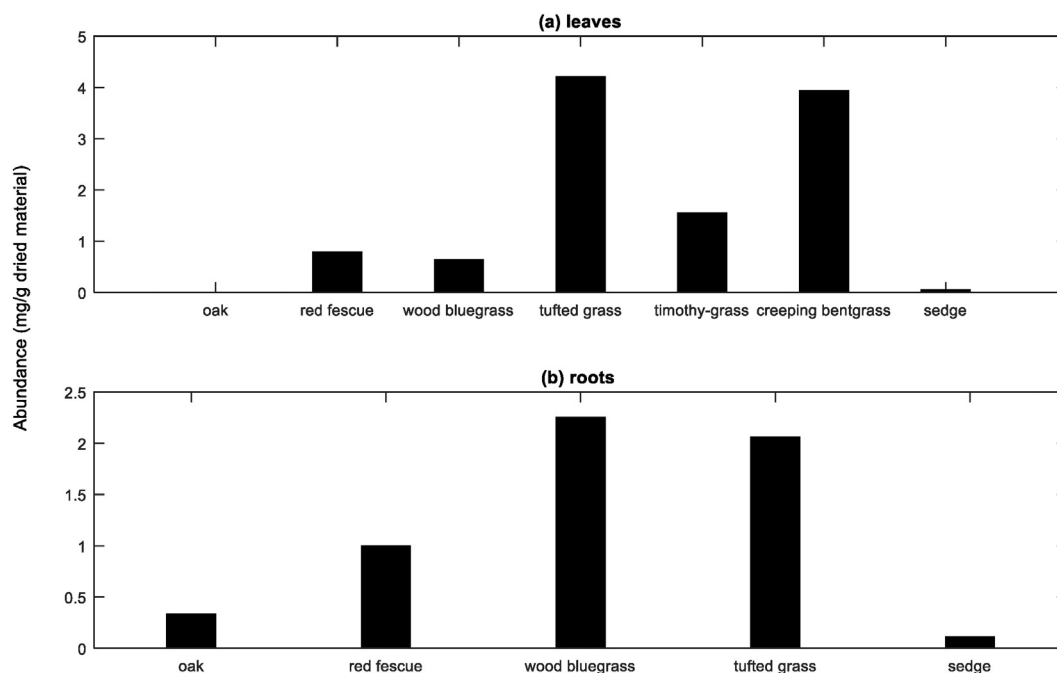 (a) leaves
5
4
3
2
1
0
oak red fescue wood bluegrass tufted grass timothy-grass creeping bentgrass sedge
Abundance (mg/g dried material)
(b) roots
2.5
2
1.5
1
0.5
0
oak red fescue wood bluegrass tufted grass sedge